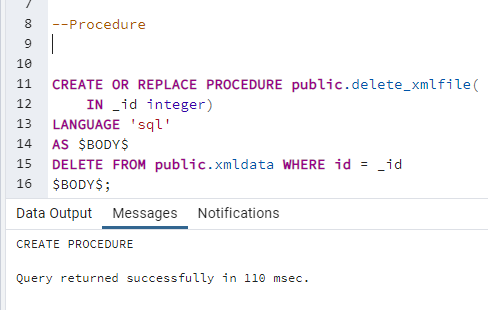 7
8 --Procedure
9
10
11 CREATE OR REPLACE PROCEDURE public.delete_xmlfile(
12 IN _id integer)
13 LANGUAGE 'sql'
14 AS $BODY$
15 DELETE FROM public.xmldata WHERE id = _id
16 $BODY$;
Data Output Messages Notifications
CREATE PROCEDURE
Query returned successfully in 110 msec.